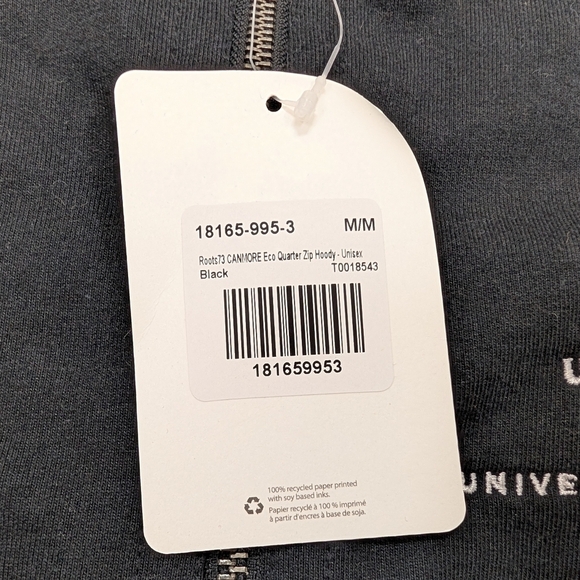 18165-995-3 M/M
Roots73 CANMORE Eco Quarter Zip Hoody - Unisex
Black T0018543
181659953
100% recycled paper printed
with soy based inks.
Papier recyclé à 100 % imprimé
à partir d'encres à base de soja.
U
UNIVE